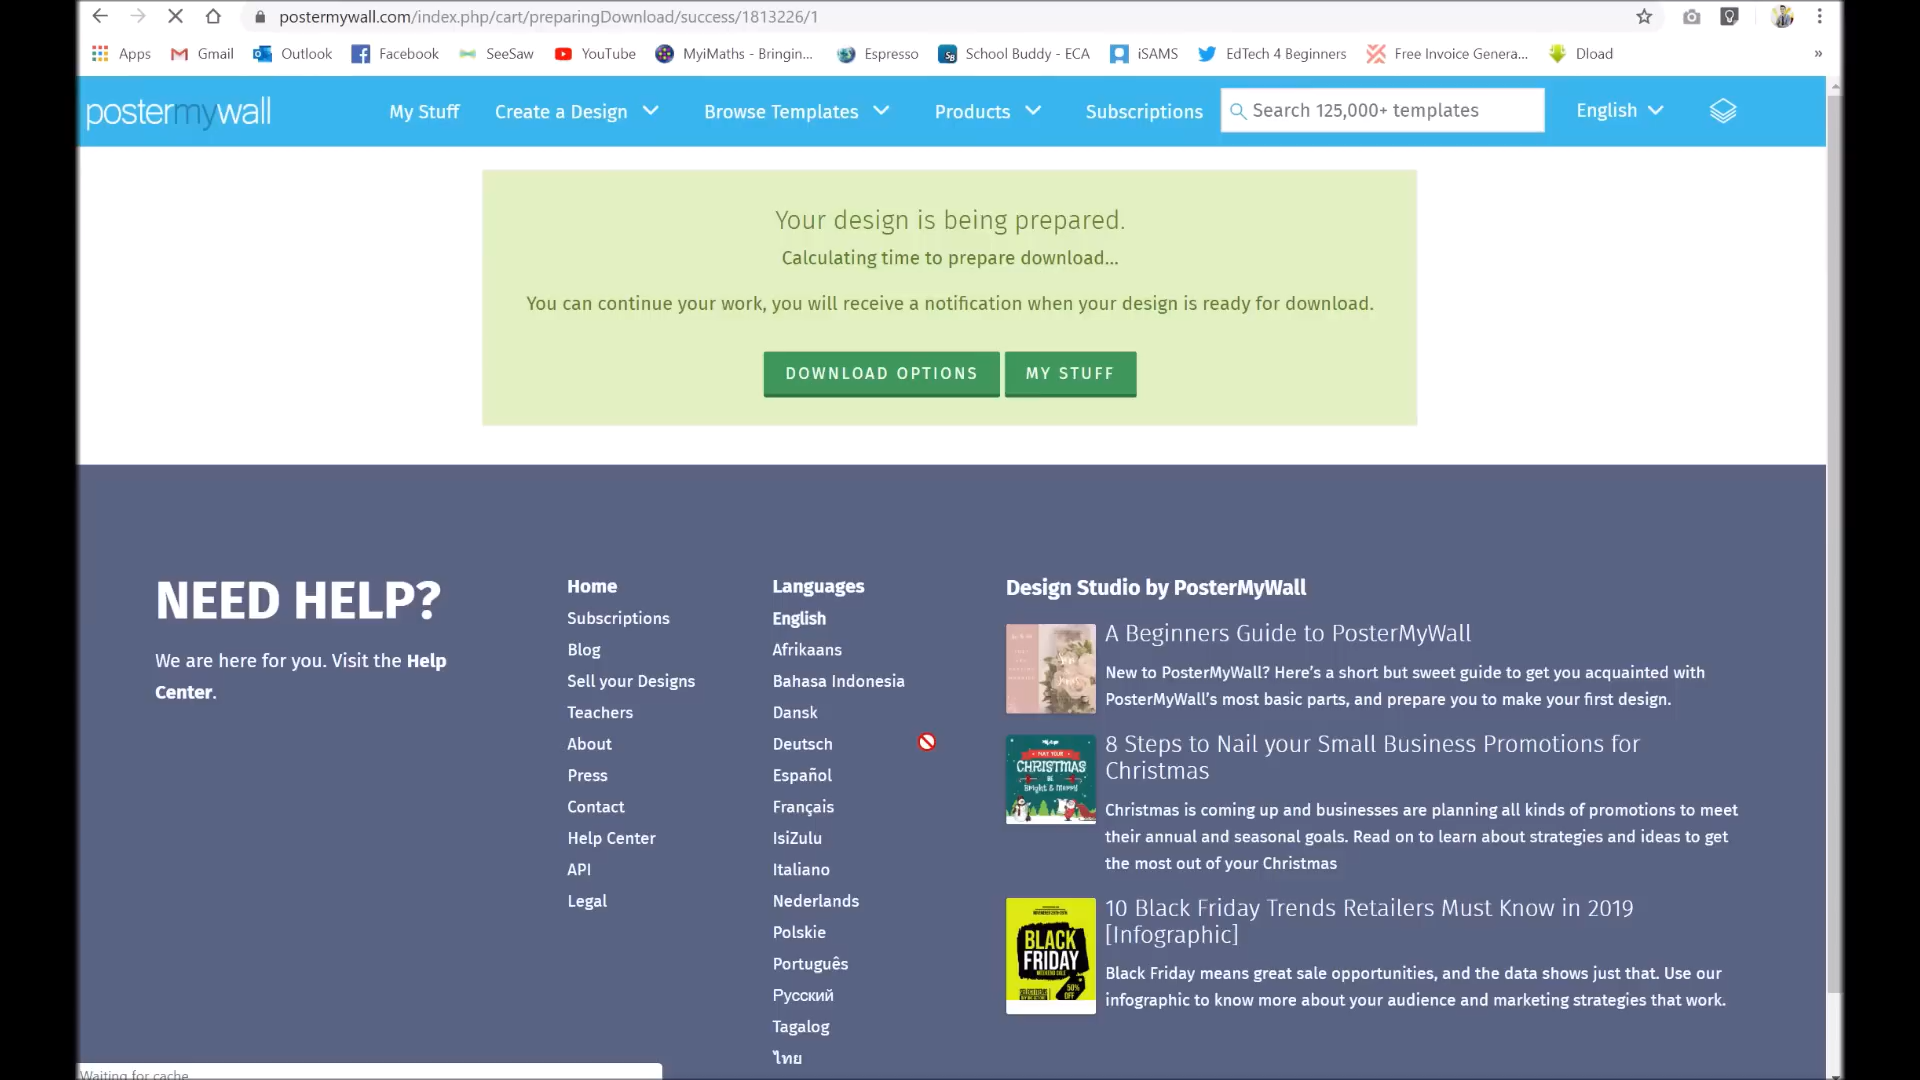 postermywall.com/index.php/cart/preparingDownload/success/1813226/1
Apps Gmail Outlook Facebook SeeSaw YouTube MyiMaths - Bringin... Espresso School Buddy - ECA iSAMS EdTech 4 Beginners Free Invoice Genera... Dload »
postermywall My Stuff Create a Design Browse Templates Products Subscriptions Search 125,000+ templates English
Your design is being prepared.
Calculating time to prepare download...
You can continue your work, you will receive a notification when your design is ready for download.
DOWNLOAD OPTIONS MY STUFF
NEED HELP?
We are here for you. Visit the Help
Center.
Home
Subscriptions
Blog
Sell your Designs
Teachers
About
Press
Contact
Help Center
API
Legal
Languages
English
Afrikaans
Bahasa Indonesia
Dansk
Deutsch
Español
Français
IsiZulu
Italiano
Nederlands
Polskie
Português
Русский
Tagalog
ไทย
Design Studio by PosterMyWall
A Beginners Guide to PosterMyWall
New to PosterMyWall? Here's a short but sweet guide to get you acquainted with
PosterMyWall's most basic parts, and prepare you to make your first design.
MAY YOUR
CHRISTMAS
BE
Bright & Merry
8 Steps to Nail your Small Business Promotions for
Christmas
Christmas is coming up and businesses are planning all kinds of promotions to meet
their annual and seasonal goals. Read on to learn about strategies and ideas to get
the most out of your Christmas
BLACK
FRIDAY
50%
OFF
10 Black Friday Trends Retailers Must Know in 2019
[Infographic]
Black Friday means great sale opportunities, and the data shows just that. Use our
infographic to know more about your audience and marketing strategies that work.
Waiting for cache